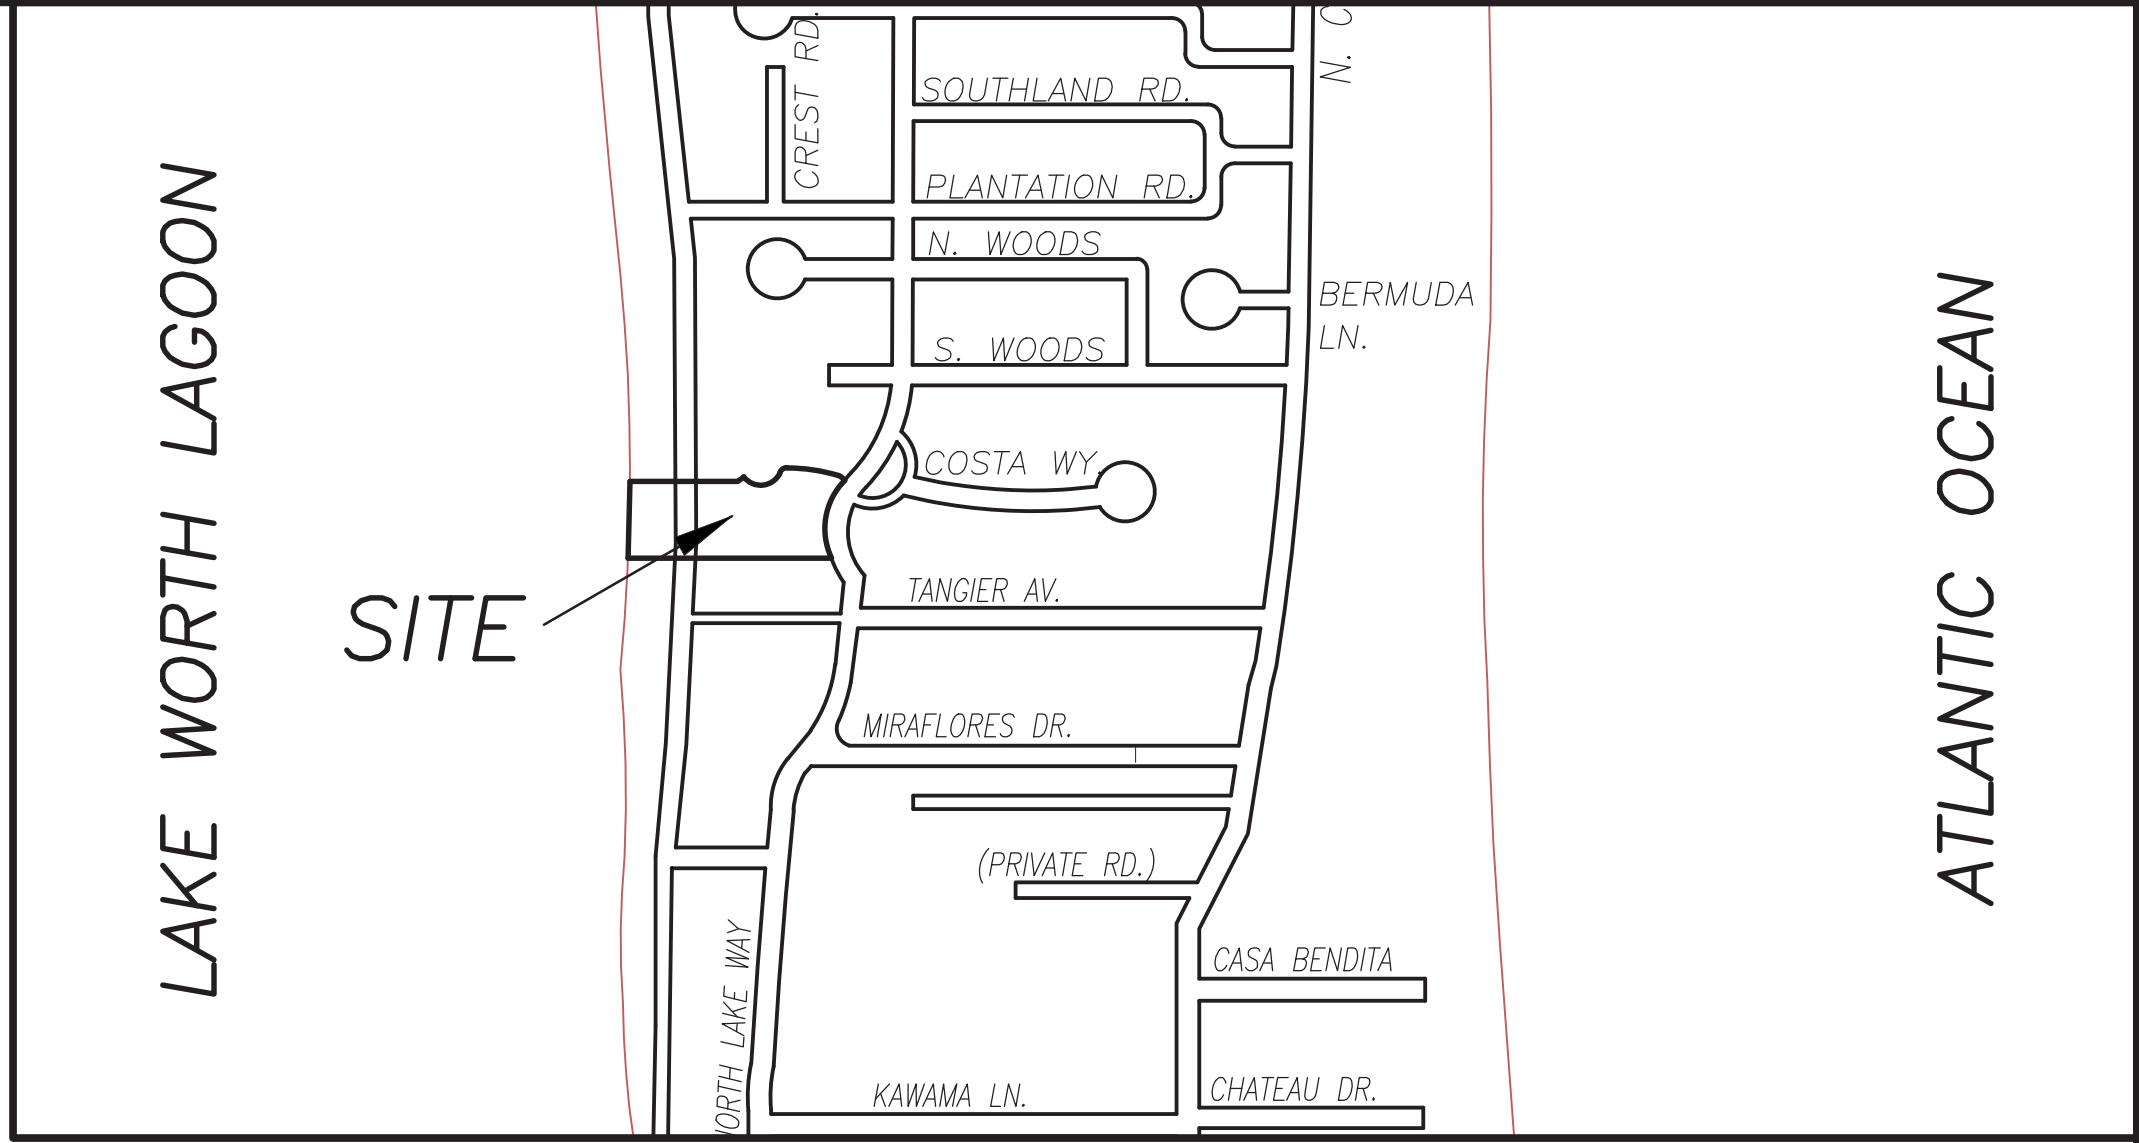 CREST RD.
N. C
SOUTHLAND RD.
PLANTATION RD.
N. WOODS
BERMUDA
LN.
S. WOODS
COSTA WY.
LAKE WORTH LAGOON
SITE
ATLANTIC OCEAN
TANGIER AV.
MIRAFLORES DR.
(PRIVATE RD.)
CASA BENDITA
NORTH LAKE WAY
KAWAMA LN.
CHATEAU DR.